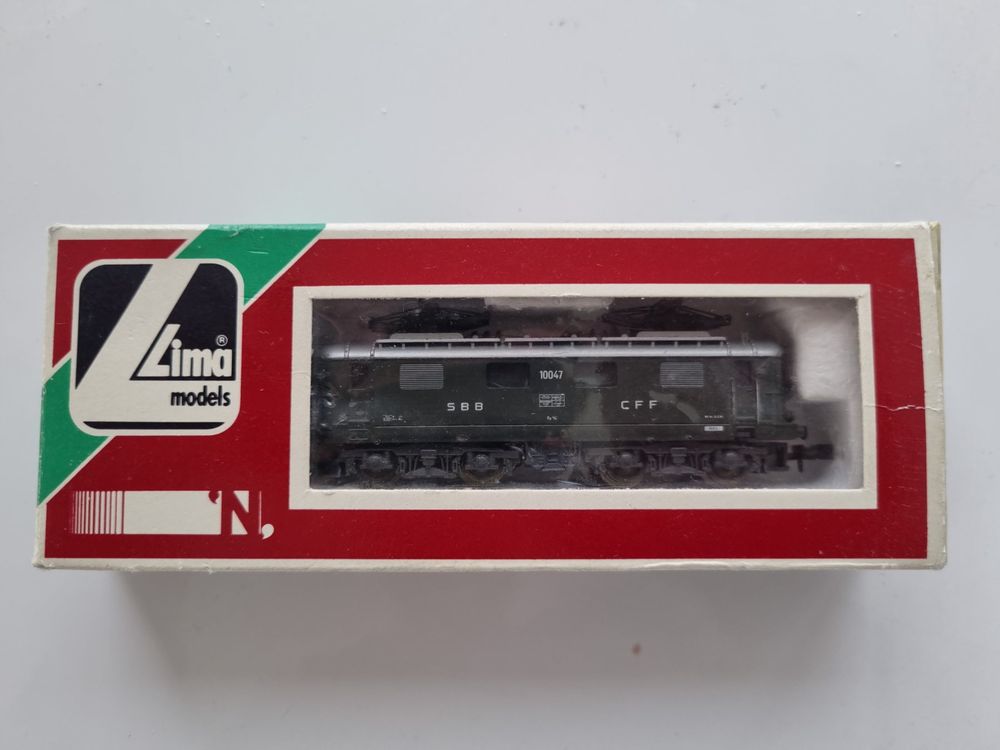 Lima®
models
'N,
10047
SBB
CFF